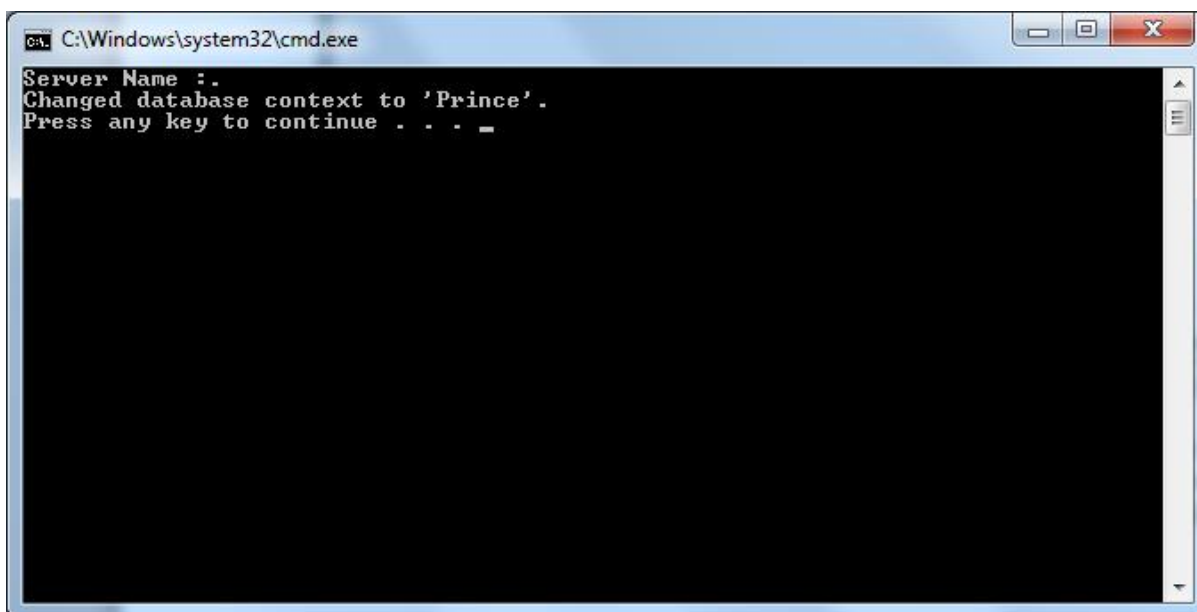 C:\Windows\system32\cmd.exe
Server Name :.
Changed database context to 'Prince'.
Press any key to continue . . . _